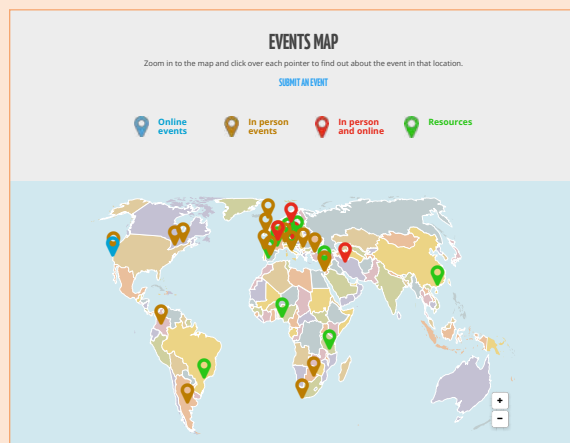 EVENTS MAP
Zoom in to the map and click over each pointer to find out about the event in that location.
SUBMIT AN EVENT
Online
events
In person
events
In person
and online
Resources
+
−